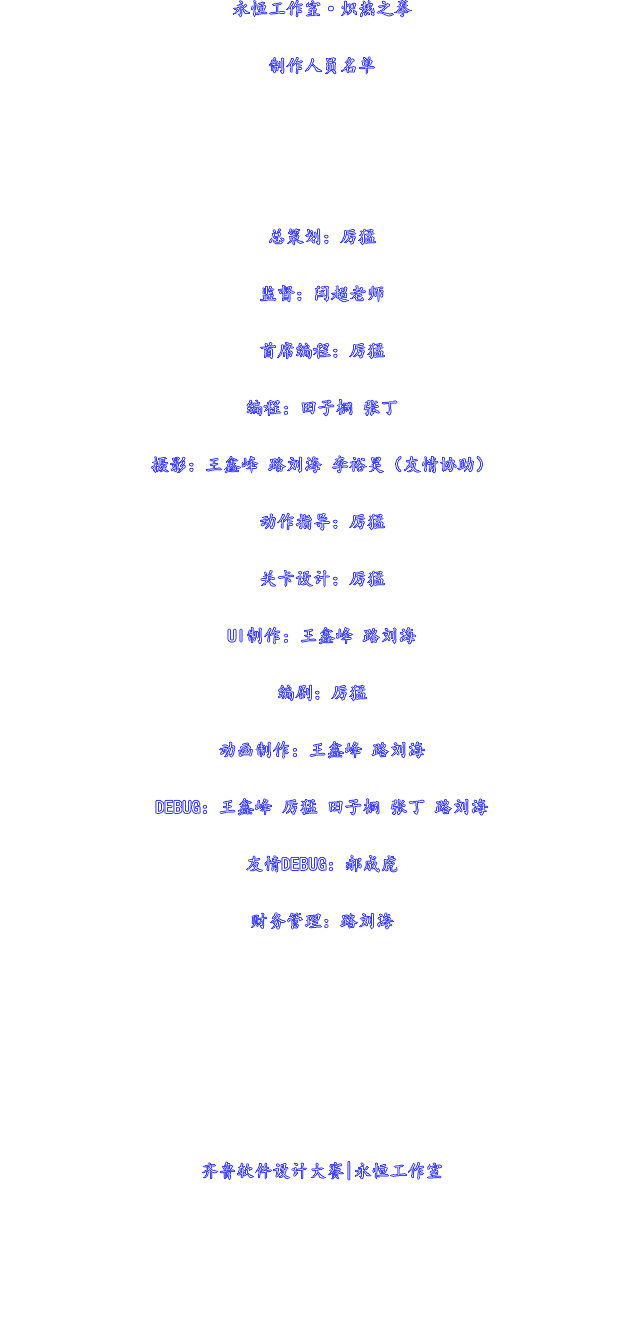 永恒工作室·炽热之拳
制作人员名单
总策划：厉猛
监督：闫超老师
首席编程：厉猛
编程：田子桐 张丁
摄影：王鑫峰 路刘海 李裕昊（友情协助）
动作指导：厉猛
关卡设计：厉猛
UI制作：王鑫峰 路刘海
编剧：厉猛
动画制作：王鑫峰 路刘海
DEBUG：王鑫峰 厉猛 田子桐 张丁 路刘海
友情DEBUG：郝成虎
财务管理：路刘海
齐鲁软件设计大赛|永恒工作室